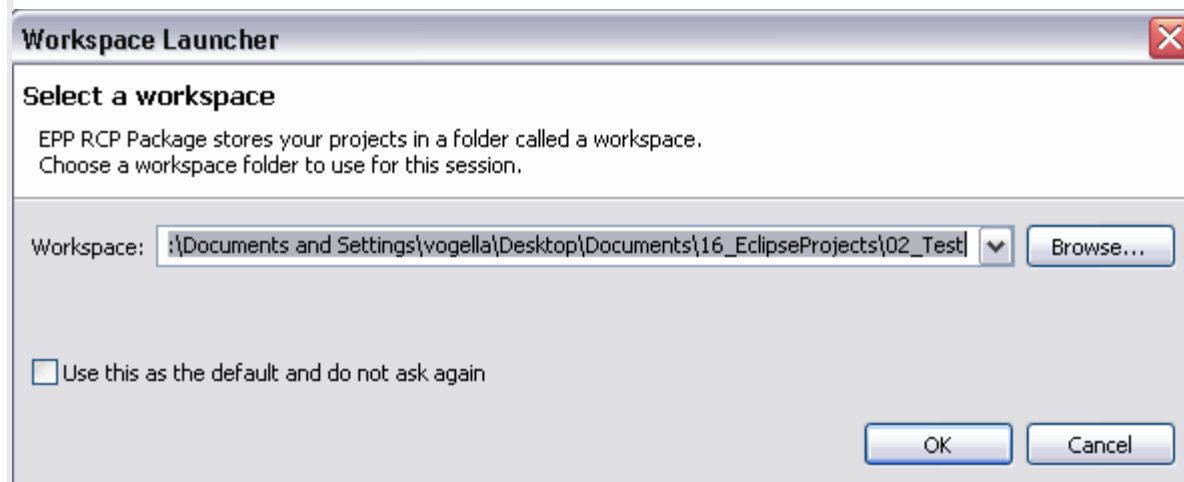 Workspace Launcher
Select a workspace
EPP RCP Package stores your projects in a folder called a workspace.
Choose a workspace folder to use for this session.
Workspace: :\Documents and Settings\vogella\Desktop\Documents\16_EclipseProjects\02_Test Browse...
Use this as the default and do not ask again
OK Cancel